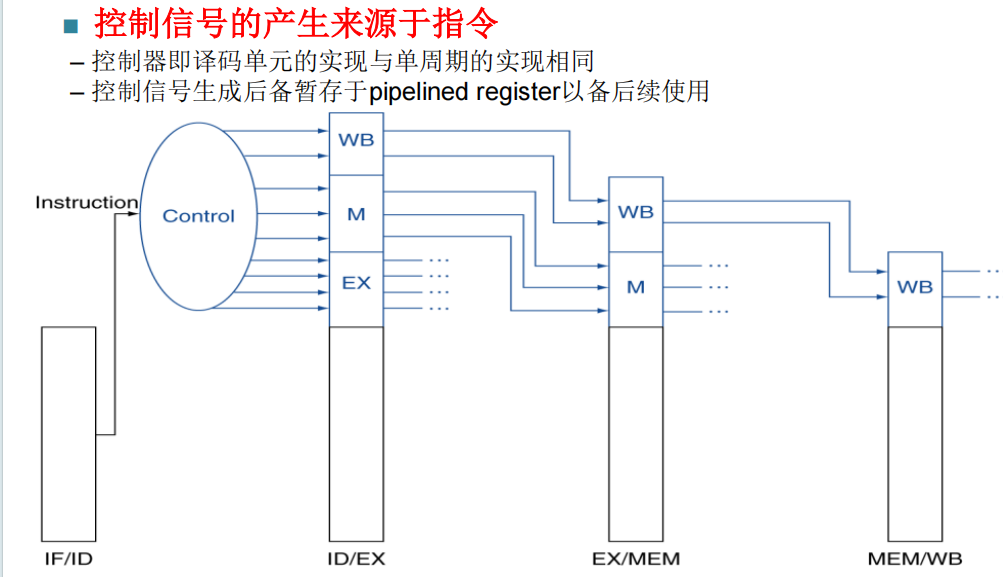 控制信号的产生来源于指令
– 控制器即译码单元的实现与单周期的实现相同
– 控制信号生成后备暂存于pipelined register以备后续使用
Instruction
Control
WB
M
EX
WB
M
WB
IF/ID
ID/EX
EX/MEM
MEM/WB